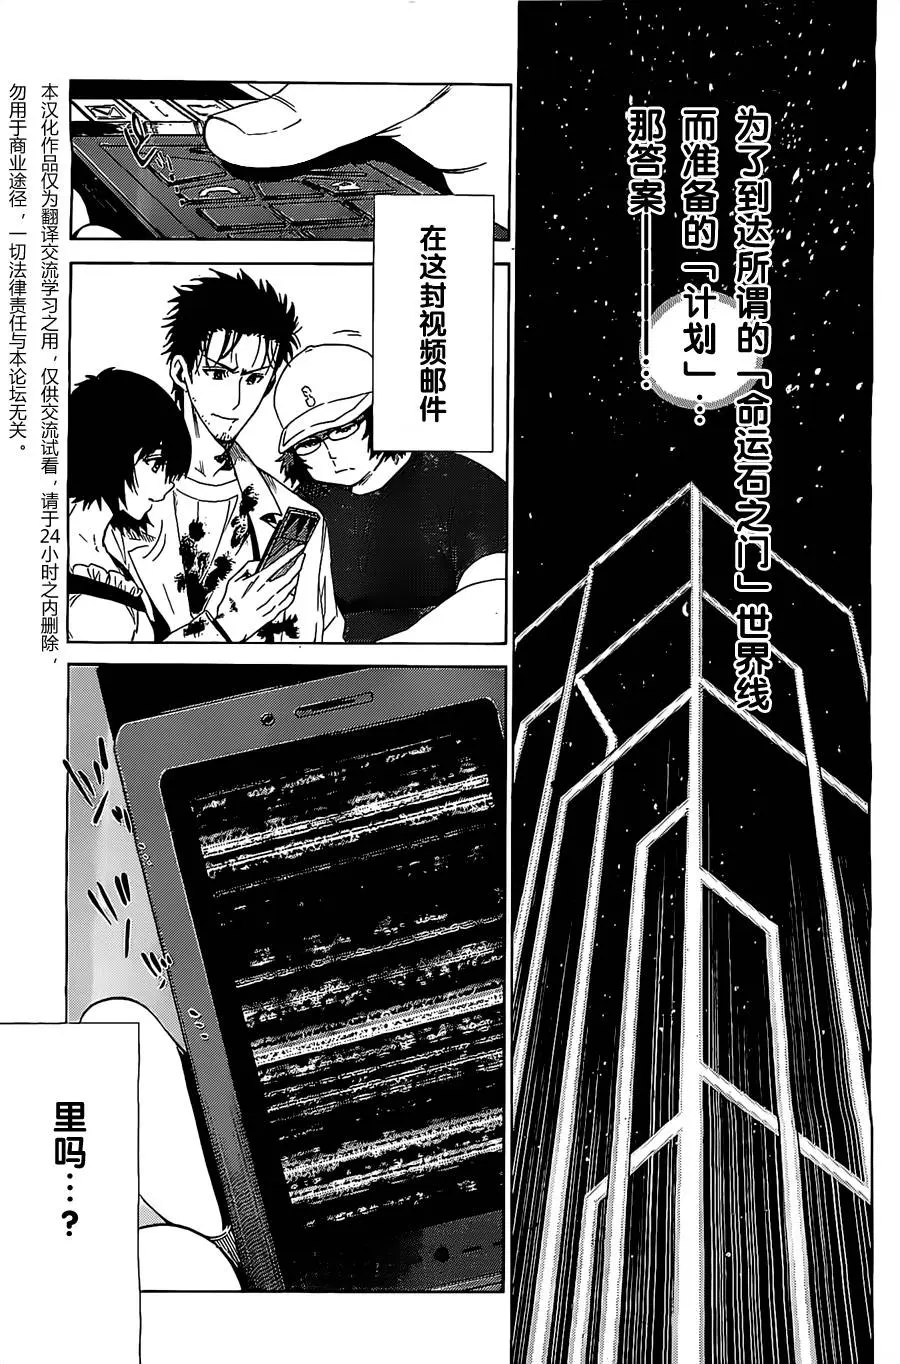 为了到达所谓的「命运石之门」世界线
而准备的「计划」…
那答案————…
在这封视频邮件
里吗…？
本汉化作品仅为翻译交流学习之用，仅供交流试看，请于24小时之内删除，
勿用于商业途径，一切法律责任与本论坛无关。